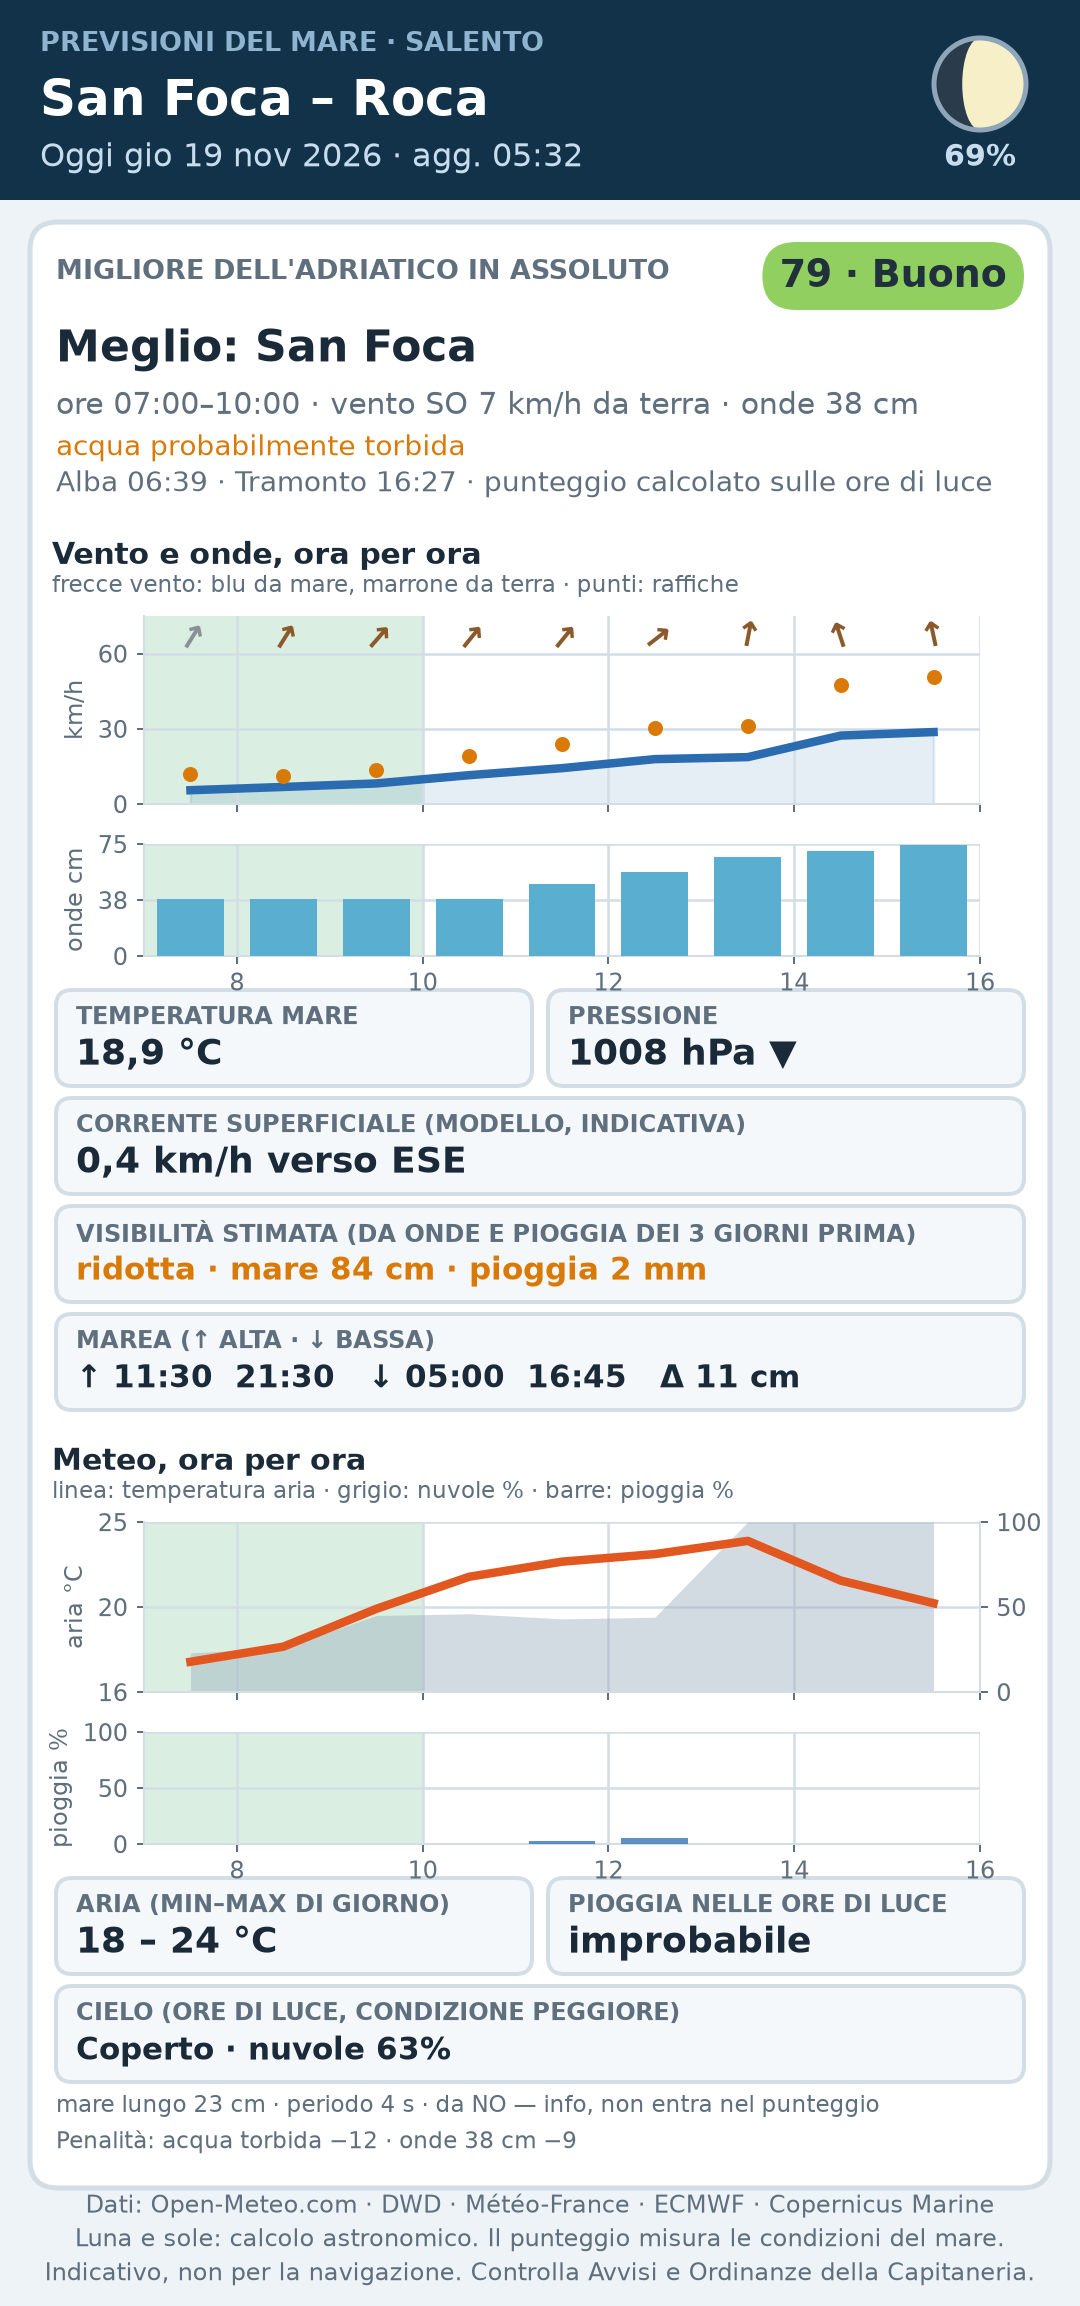 PREVISIONI DEL MARE · SALENTO
San Foca – Roca
Oggi gio 19 nov 2026 · agg. 05:32
69%
MIGLIORE DELL'ADRIATICO IN ASSOLUTO
79 · Buono
Meglio: San Foca
ore 07:00–10:00 · vento SO 7 km/h da terra · onde 38 cm
acqua probabilmente torbida
Alba 06:39 · Tramonto 16:27 · punteggio calcolato sulle ore di luce
Vento e onde, ora per ora
frecce vento: blu da mare, marrone da terra · punti: raffiche
km/h
60
30
0
onde cm
75
38
0
8 10 12 14 16
TEMPERATURA MARE
18,9 °C
PRESSIONE
1008 hPa ▼
CORRENTE SUPERFICIALE (MODELLO, INDICATIVA)
0,4 km/h verso ESE
VISIBILITÀ STIMATA (DA ONDE E PIOGGIA DEI 3 GIORNI PRIMA)
ridotta · mare 84 cm · pioggia 2 mm
MAREA (↑ ALTA · ↓ BASSA)
↑ 11:30 21:30 ↓ 05:00 16:45 Δ 11 cm
Meteo, ora per ora
linea: temperatura aria · grigio: nuvole % · barre: pioggia %
aria °C
25
20
16
100
50
0
pioggia %
100
50
0
8 10 12 14 16
ARIA (MIN–MAX DI GIORNO)
18 – 24 °C
PIOGGIA NELLE ORE DI LUCE
improbabile
CIELO (ORE DI LUCE, CONDIZIONE PEGGIORE)
Coperto · nuvole 63%
mare lungo 23 cm · periodo 4 s · da NO — info, non entra nel punteggio
Penalità: acqua torbida −12 · onde 38 cm −9
Dati: Open-Meteo.com · DWD · Météo-France · ECMWF · Copernicus Marine
Luna e sole: calcolo astronomico. Il punteggio misura le condizioni del mare.
Indicativo, non per la navigazione. Controlla Avvisi e Ordinanze della Capitaneria.